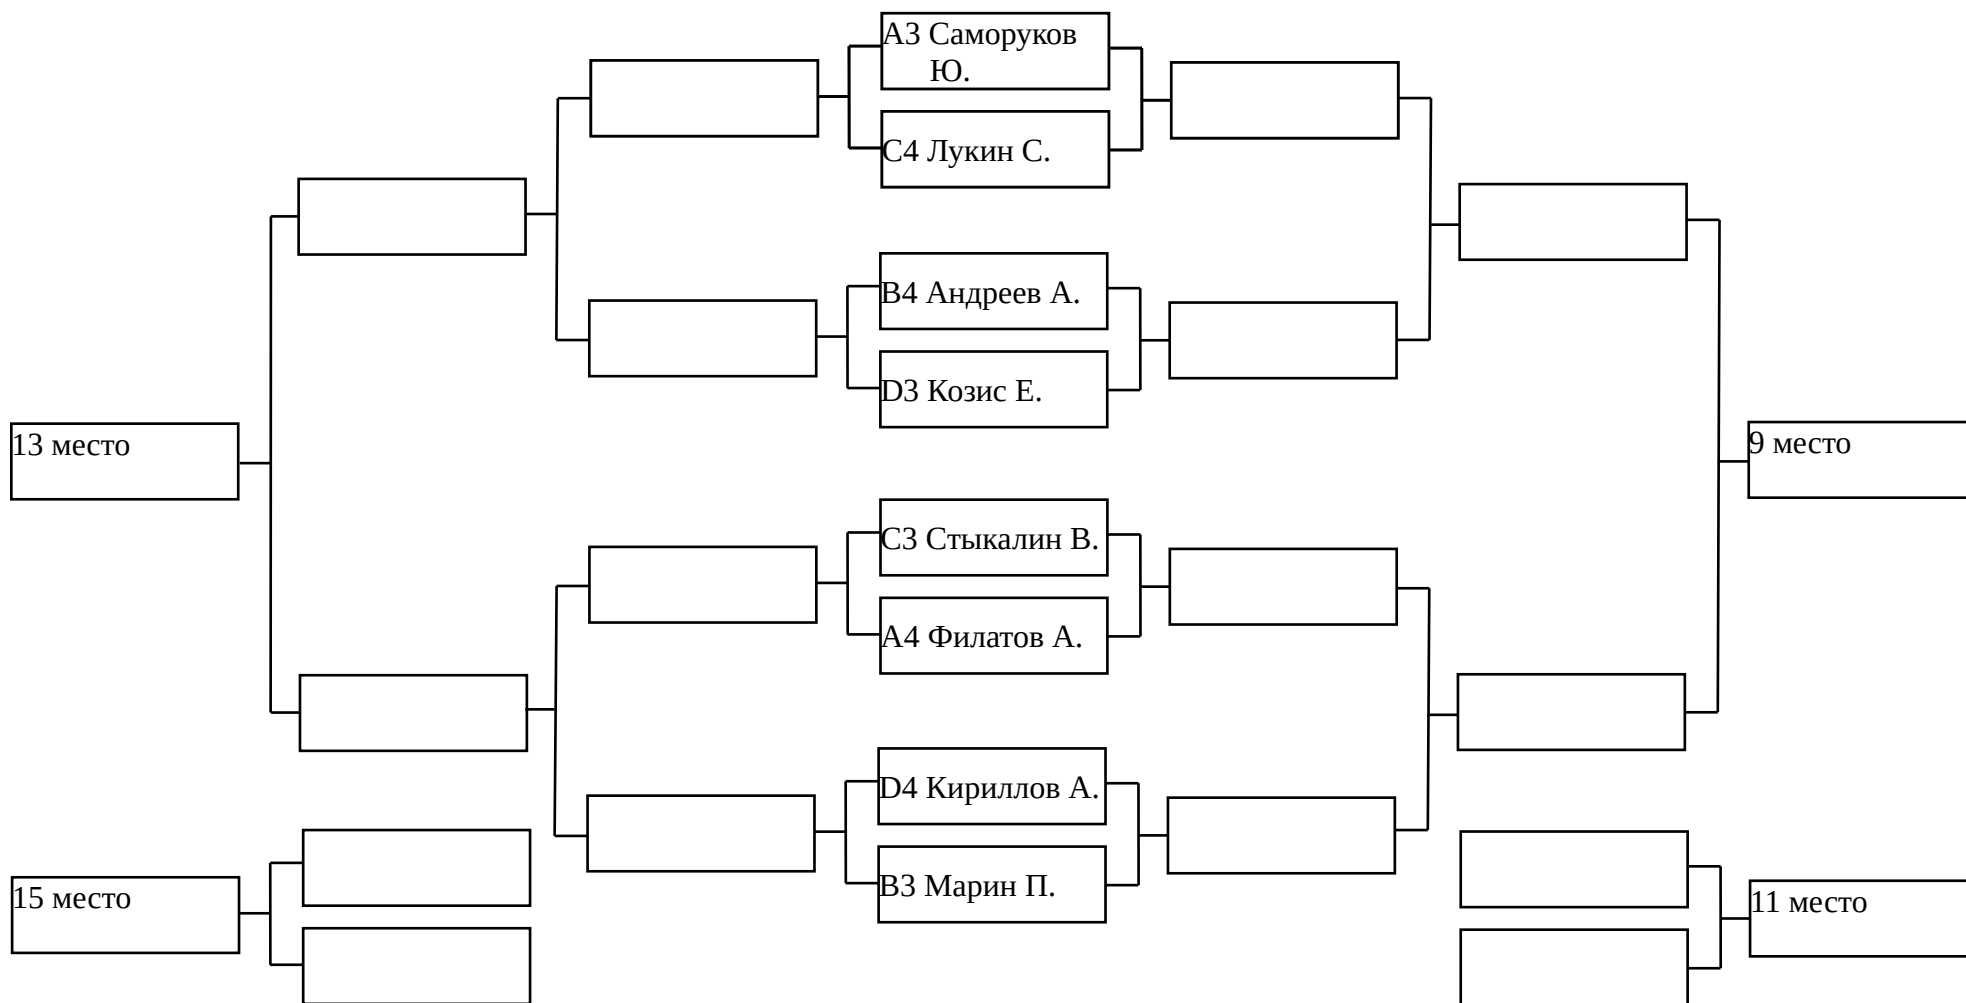 A3 Саморуков
Ю.
C4 Лукин С.
B4 Андреев А.
D3 Козис Е.
13 место
9 место
C3 Стыкалин В.
A4 Филатов А.
D4 Кириллов А.
B3 Марин П.
15 место
11 место